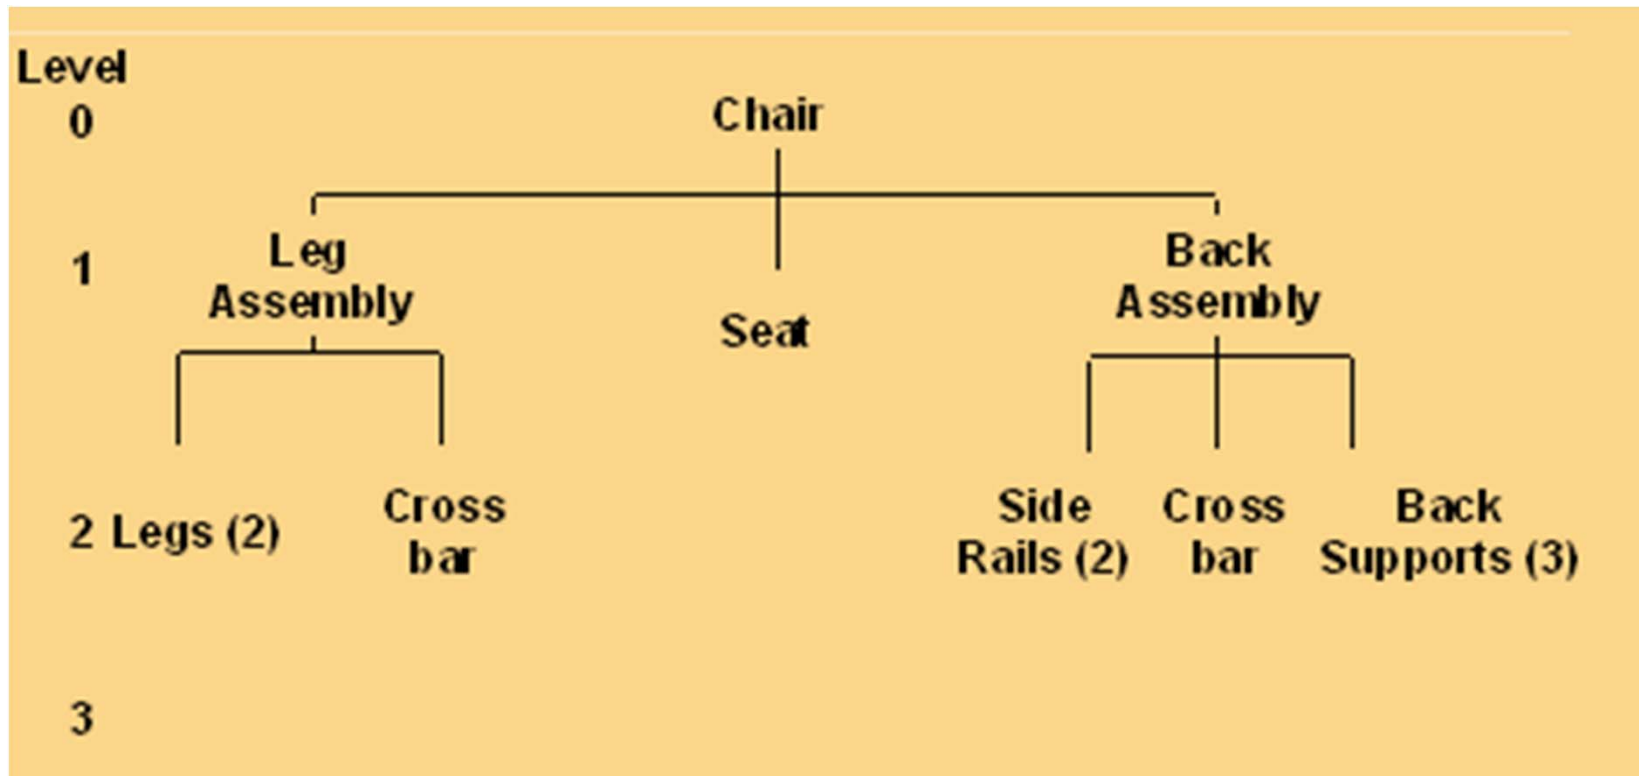 Level
0
Chair
1
Leg
Assembly
Seat
Back
Assembly
2 Legs (2)
Cross
bar
Side
Rails (2)
Cross
bar
Back
Supports (3)
3